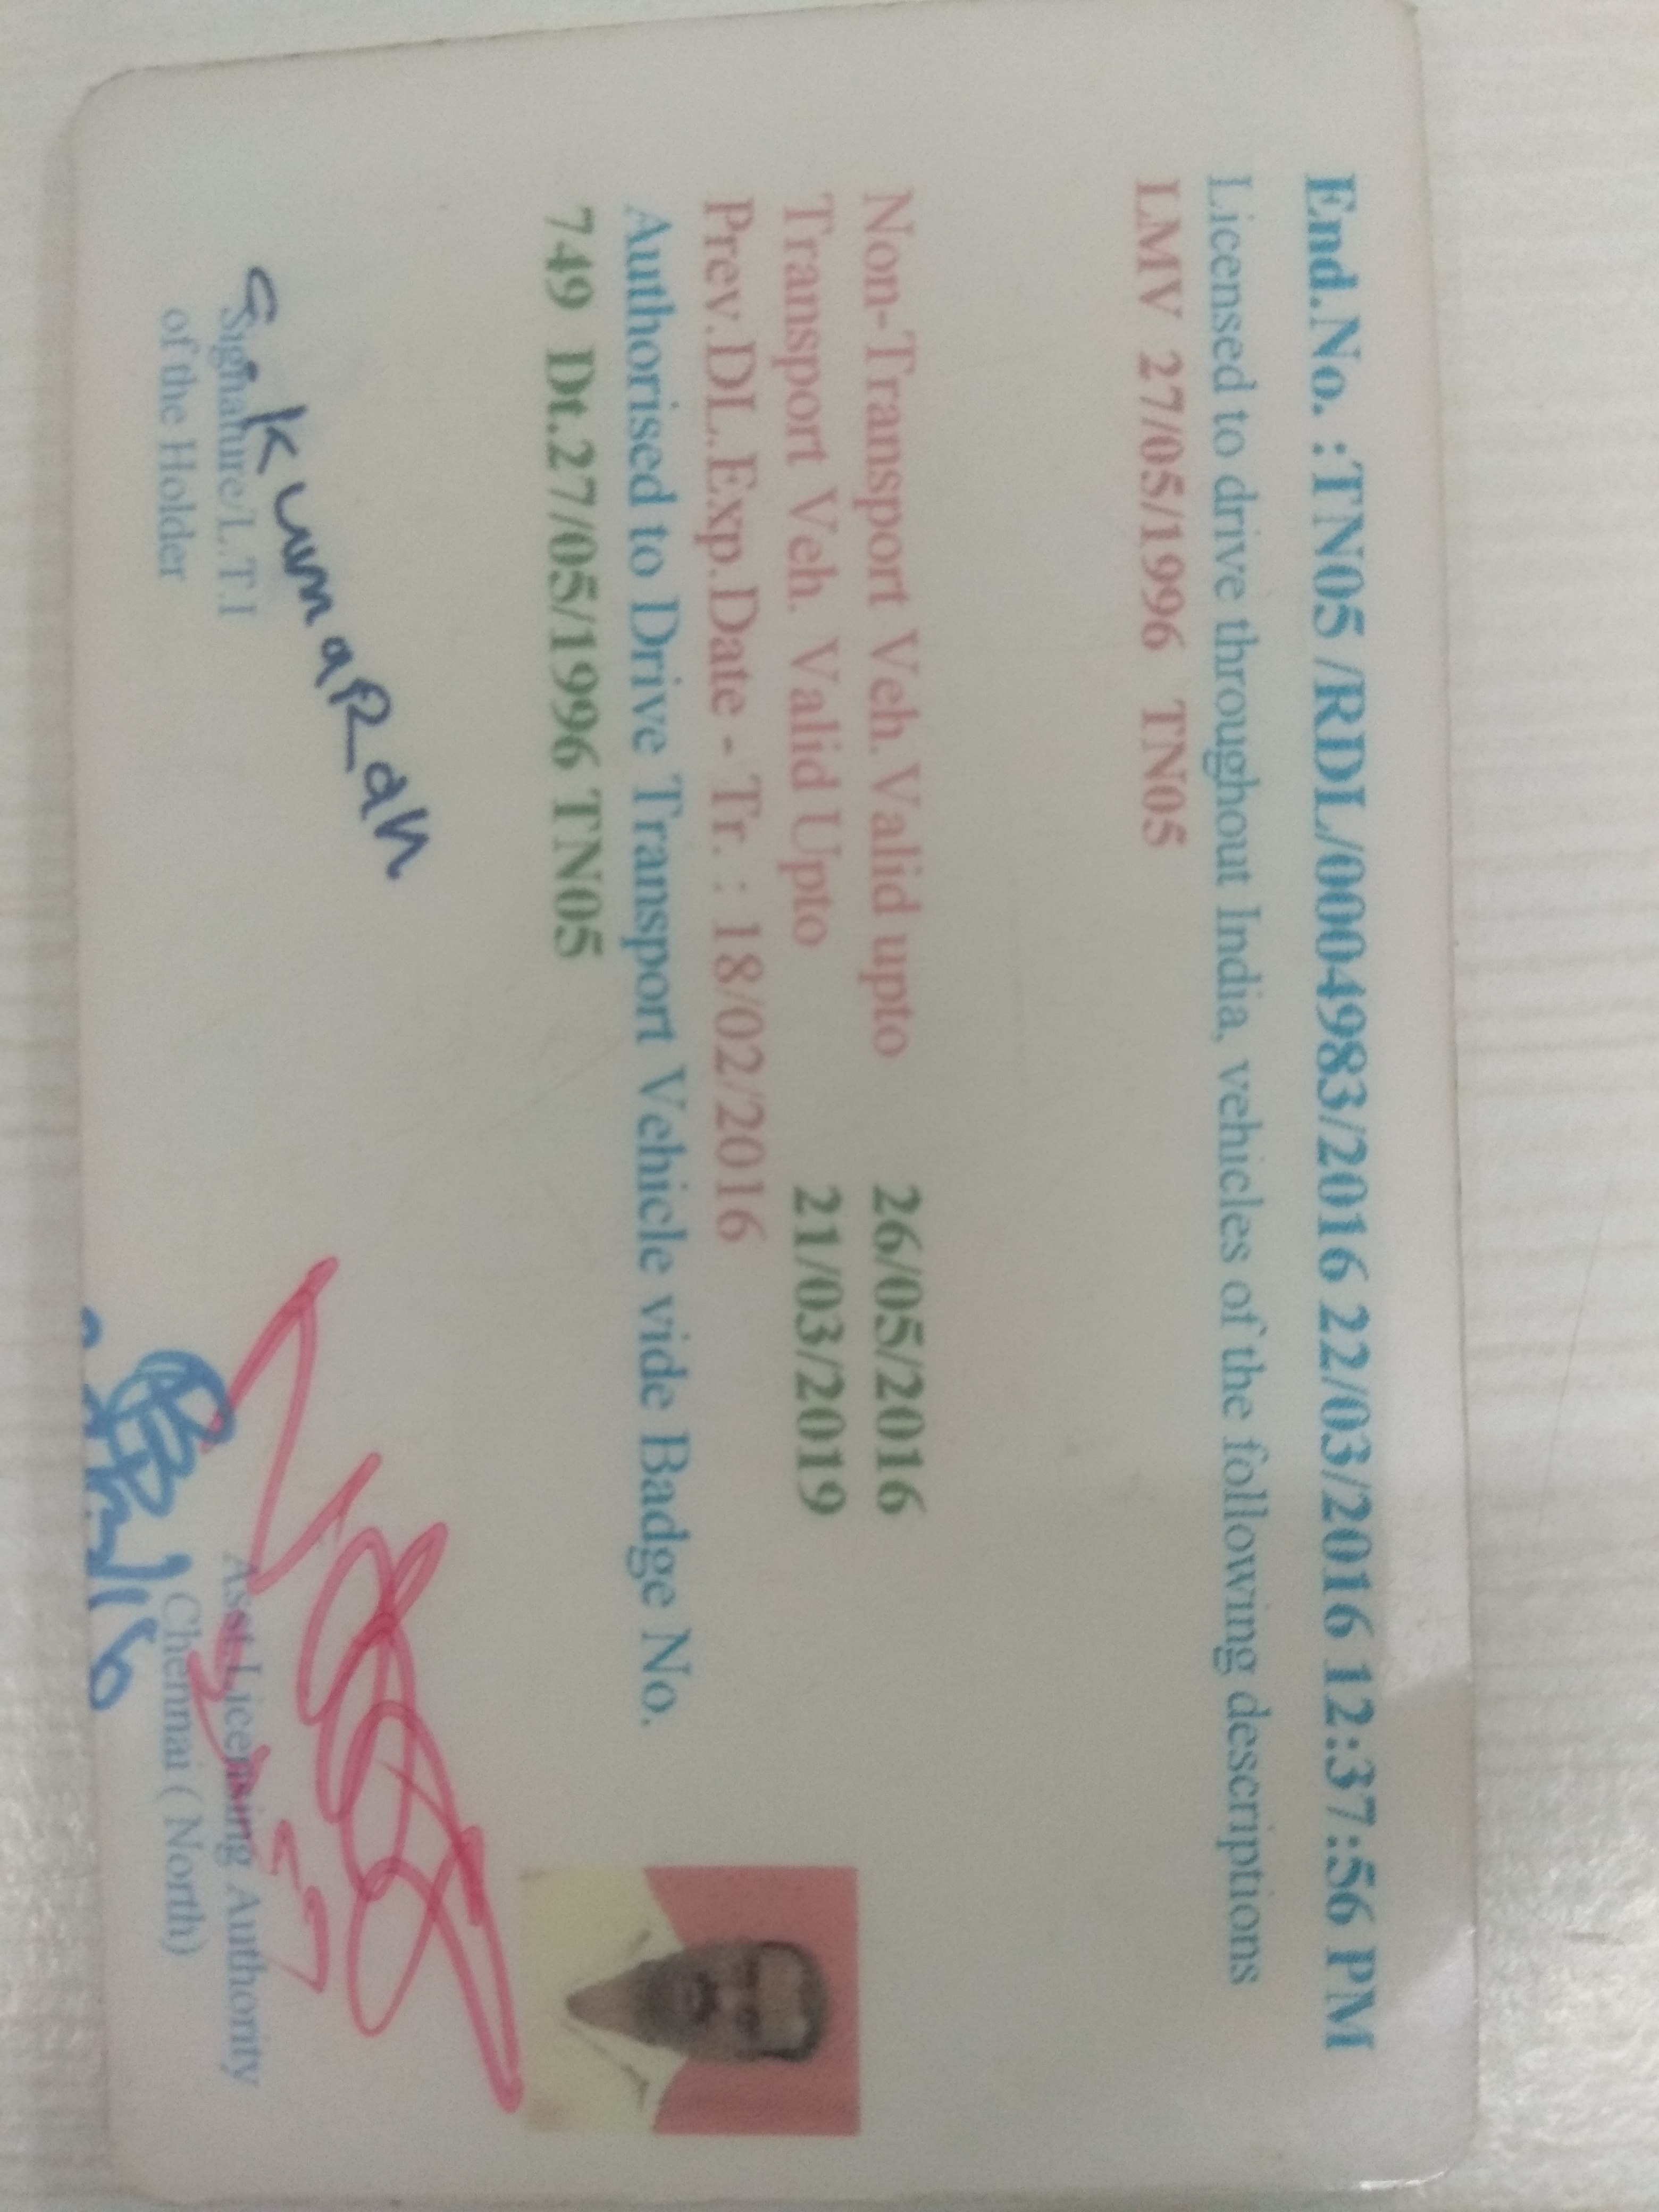 End.No. :TN05 /RDL/0004983/2016 22/03/2016 12:37:56 PM
Licensed to drive throughout India, vehicles of the following descriptions
LMV 27/05/1996 TN05
Non-Transport Veh.Valid upto 26/05/2016
Transport Veh. Valid Upto 21/03/2019
Prev.DL.Exp.Date - Tr. : 18/02/2016
Authorised to Drive Transport Vehicle vide Badge No.
749 Dt.27/05/1996 TN05
S.kumaRan
Signature/L.T.I
of the Holder
Asst.Licensing Authority
Chennai ( North)